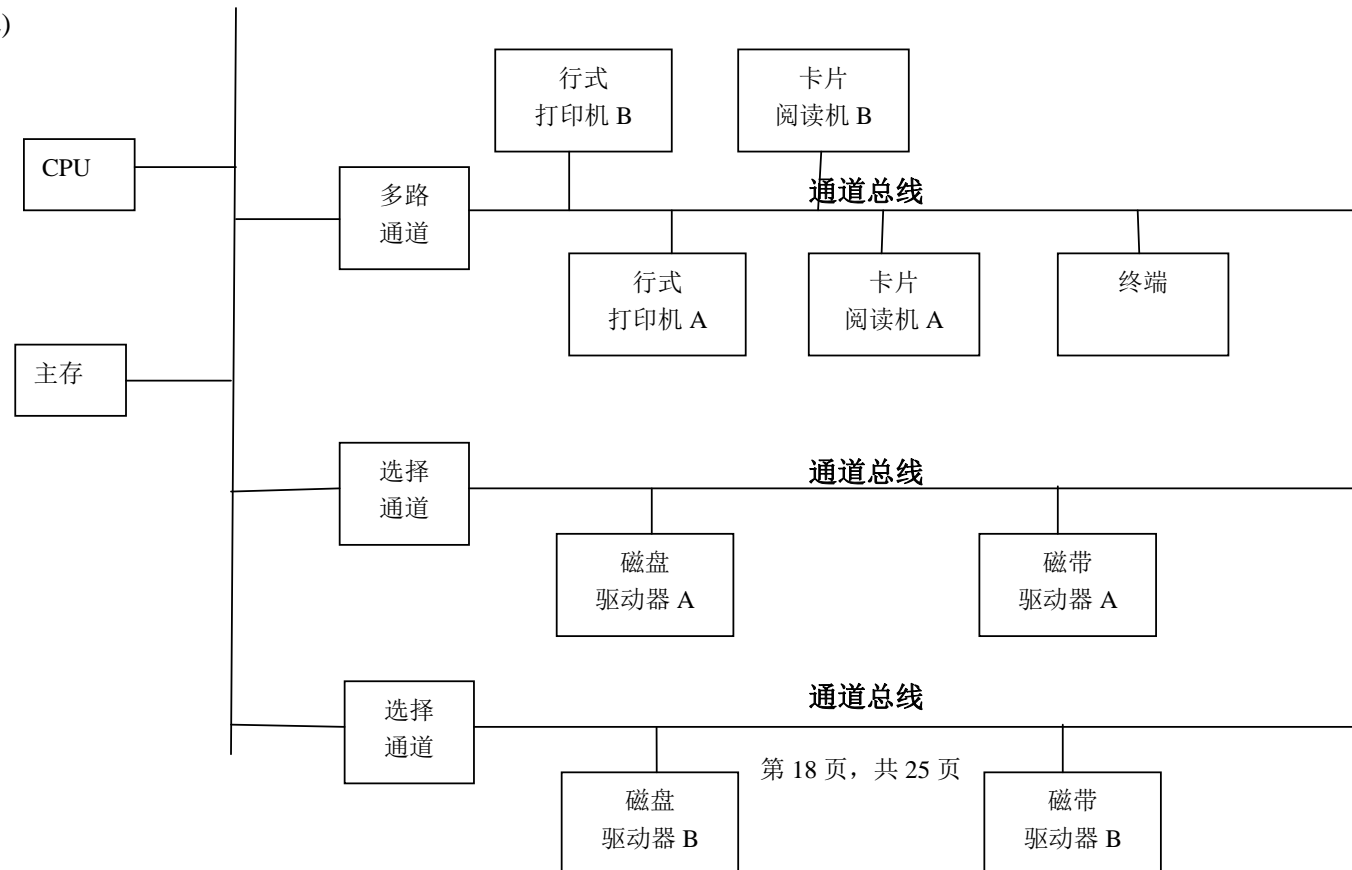 )
行式
打印机 B
卡片
阅读机 B
CPU
多路
通道
通道总线
行式
打印机 A
卡片
阅读机 A
终端
主存
选择
通道
通道总线
磁盘
驱动器 A
磁带
驱动器 A
选择
通道
通道总线
第 18 页，共 25 页
磁盘
驱动器 B
磁带
驱动器 B